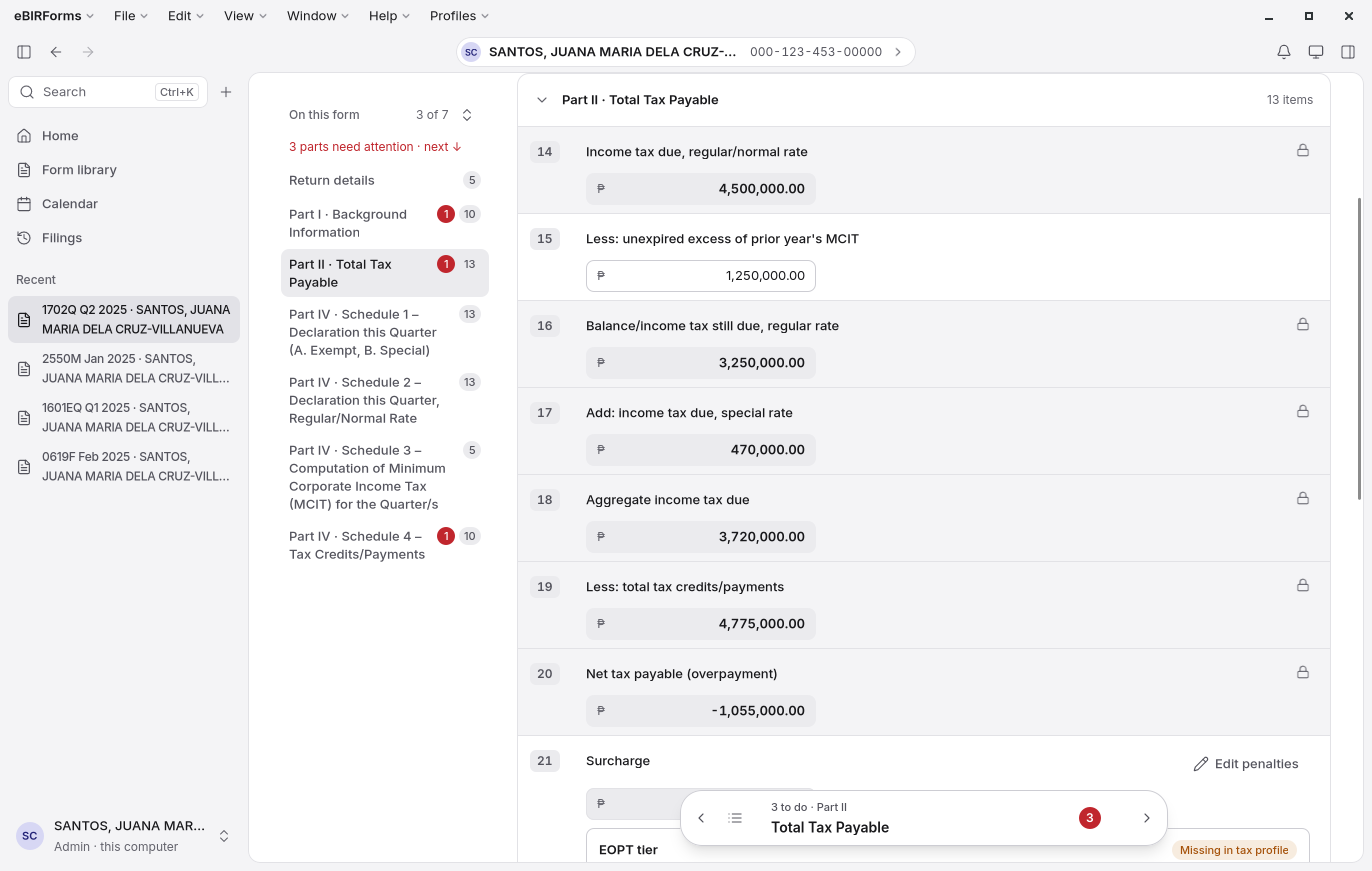 eBIRForms File Edit View Window Help Profiles
SC SANTOS, JUANA MARIA DELA CRUZ-... 000-123-453-00000
Search Ctrl+K
Home
Form library
Calendar
Filings
Recent
1702Q Q2 2025 · SANTOS, JUANA
MARIA DELA CRUZ-VILLANUEVA
2550M Jan 2025 · SANTOS,
JUANA MARIA DELA CRUZ-VILL...
1601EQ Q1 2025 · SANTOS,
JUANA MARIA DELA CRUZ-VILL...
0619F Feb 2025 · SANTOS,
JUANA MARIA DELA CRUZ-VILL...
SC SANTOS, JUANA MAR...
Admin · this computer
On this form 3 of 7
3 parts need attention · next ↓
Return details 5
Part I · Background 1 10
Information
Part II · Total Tax 1 13
Payable
Part IV · Schedule 1 – 13
Declaration this Quarter
(A. Exempt, B. Special)
Part IV · Schedule 2 – 13
Declaration this Quarter,
Regular/Normal Rate
Part IV · Schedule 3 – 5
Computation of Minimum
Corporate Income Tax
(MCIT) for the Quarter/s
Part IV · Schedule 4 – 1 10
Tax Credits/Payments
Part II · Total Tax Payable 13 items
14 Income tax due, regular/normal rate
₱ 4,500,000.00
15 Less: unexpired excess of prior year's MCIT
₱ 1,250,000.00
16 Balance/income tax still due, regular rate
₱ 3,250,000.00
17 Add: income tax due, special rate
₱ 470,000.00
18 Aggregate income tax due
₱ 3,720,000.00
19 Less: total tax credits/payments
₱ 4,775,000.00
20 Net tax payable (overpayment)
₱ -1,055,000.00
21 Surcharge Edit penalties
₱
3 to do · Part II
Total Tax Payable 3
EOPT tier Missing in tax profile